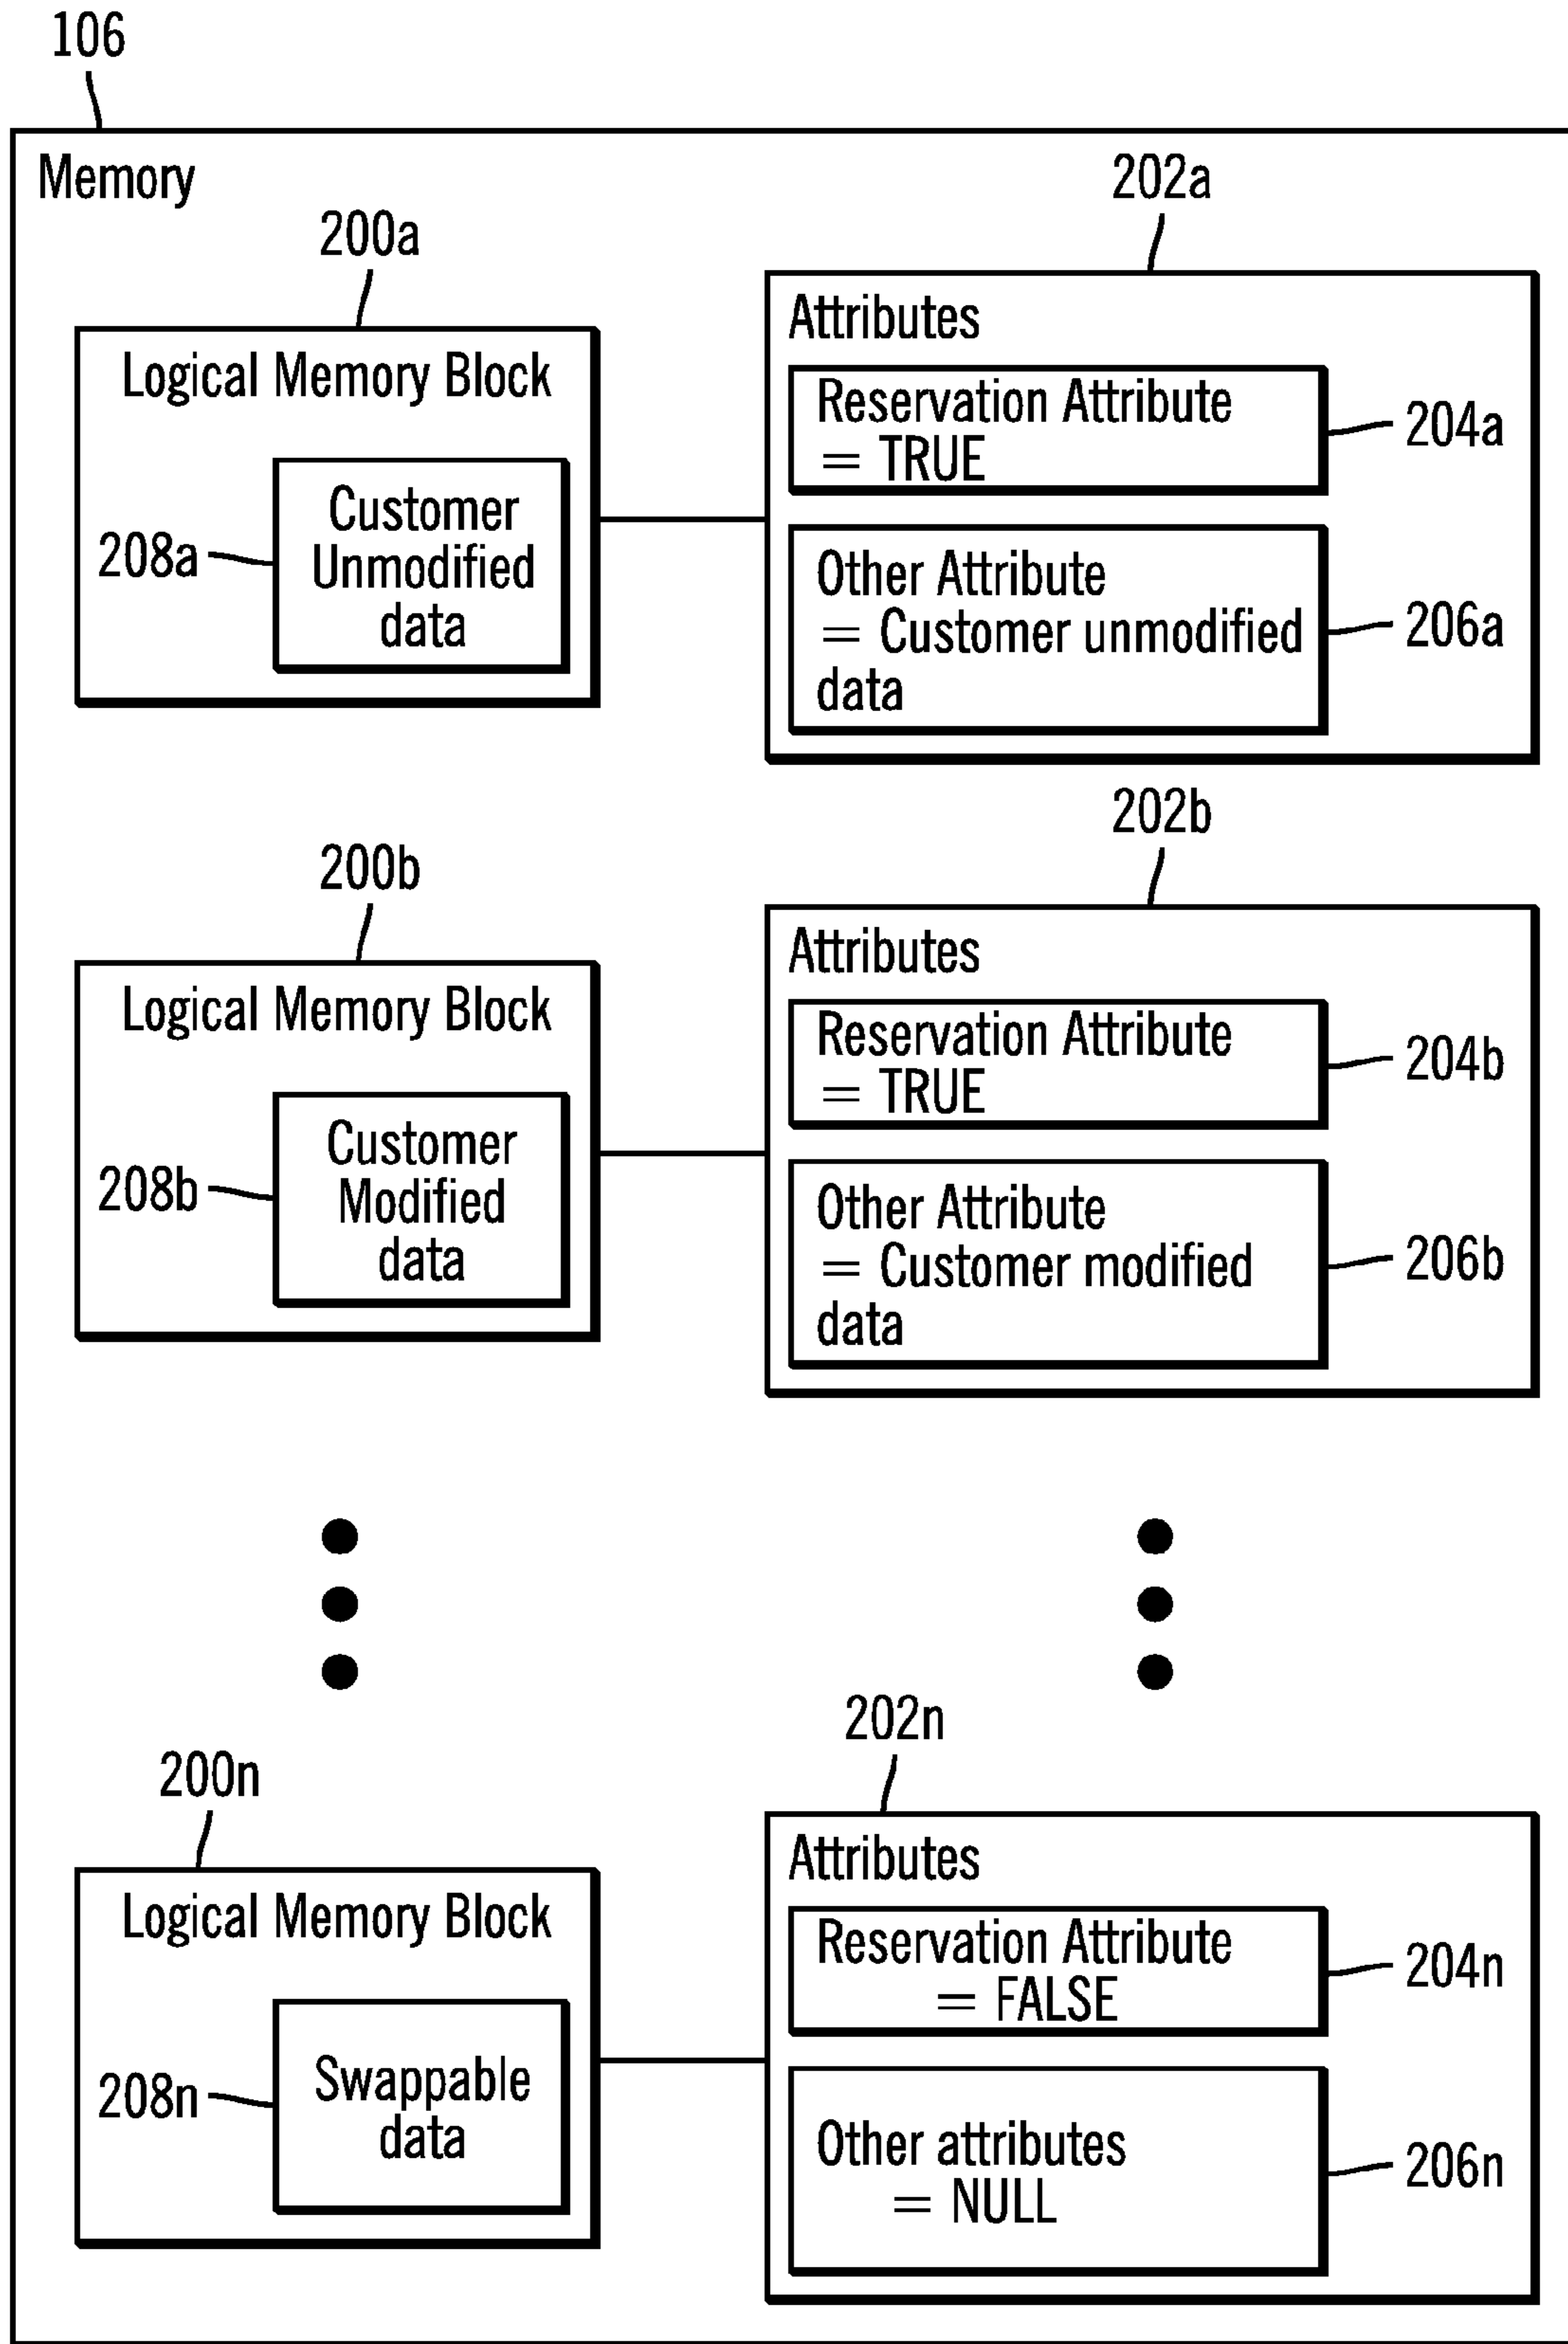 106
Memory
200a
202a
Logical Memory Block
208a
Customer
Unmodified
data
Attributes
Reservation Attribute
= TRUE
204a
Other Attribute
= Customer unmodified
data
206a
200b
202b
Logical Memory Block
208b
Customer
Modified
data
Attributes
Reservation Attribute
= TRUE
204b
Other Attribute
= Customer modified
data
206b
200n
202n
Logical Memory Block
208n
Swappable
data
Attributes
Reservation Attribute
= FALSE
204n
Other attributes
= NULL
206n